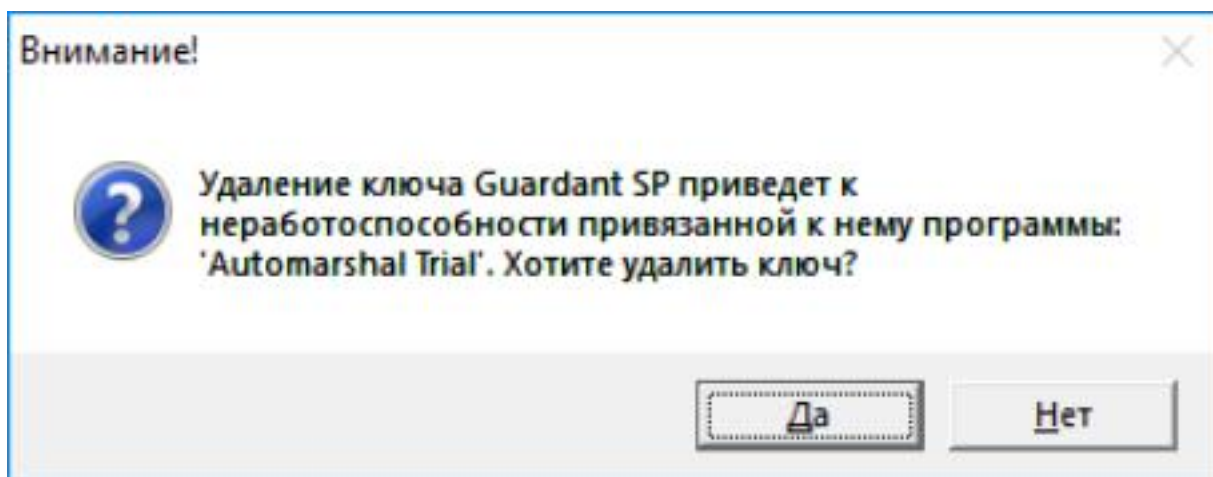 Внимание!
Удаление ключа Guardant SP приведет к
неработоспособности привязанной к нему программы:
'Automarshal Trial'. Хотите удалить ключ?
Да
Нет